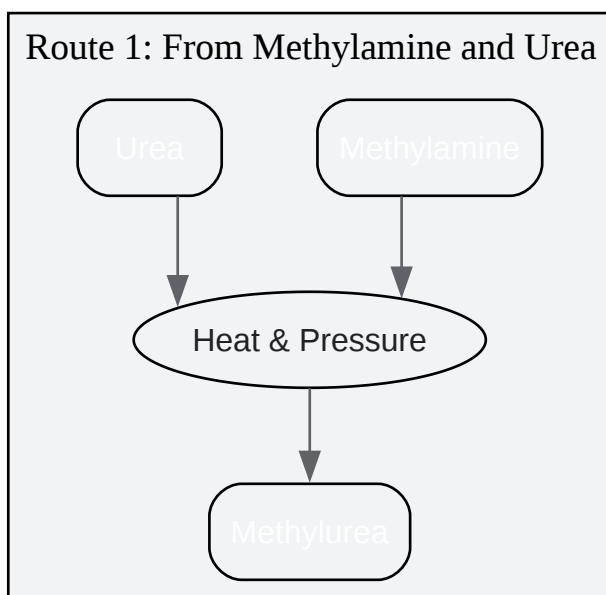 Route 1: From Methylamine and Urea
Urea
Methylamine
Heat & Pressure
Methylurea